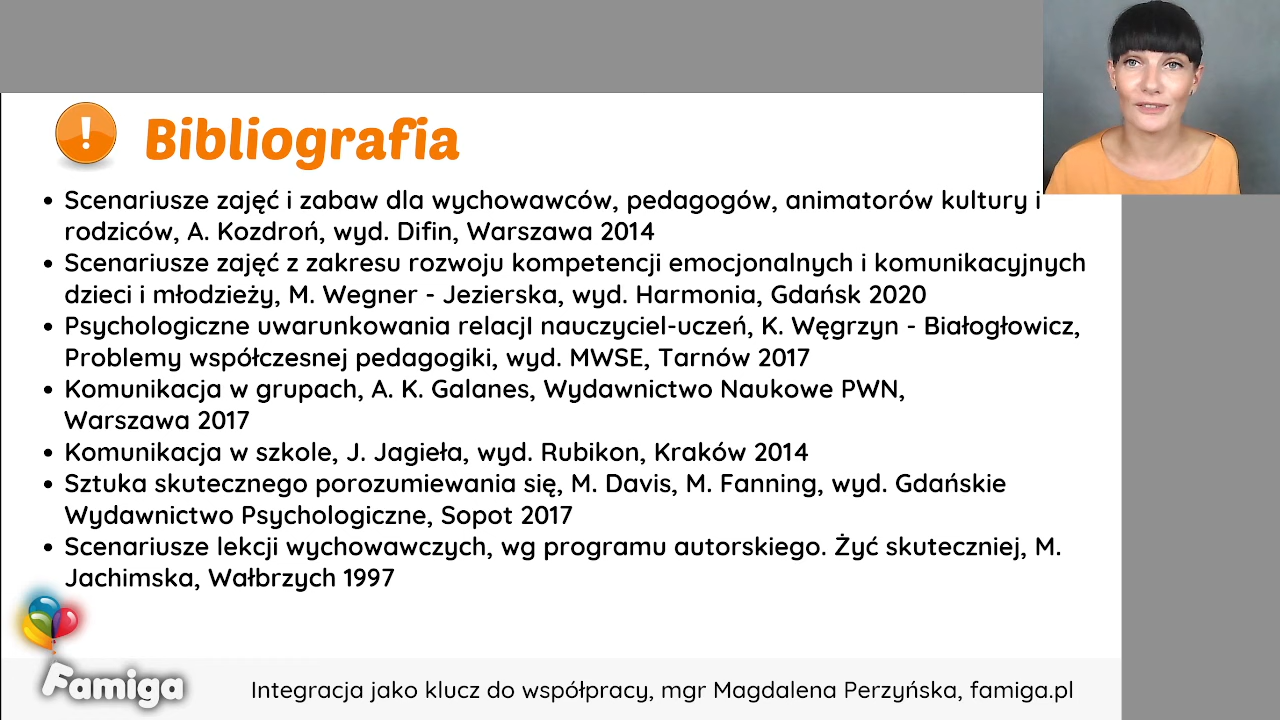 ! Bibliografia
• Scenariusze zajęć i zabaw dla wychowawców, pedagogów, animatorów kultury i
rodziców, A. Kozdroń, wyd. Difin, Warszawa 2014
• Scenariusze zajęć z zakresu rozwoju kompetencji emocjonalnych i komunikacyjnych
dzieci i młodzieży, M. Wegner - Jezierska, wyd. Harmonia, Gdańsk 2020
• Psychologiczne uwarunkowania relacjI nauczyciel-uczeń, K. Węgrzyn - Białogłowicz,
Problemy współczesnej pedagogiki, wyd. MWSE, Tarnów 2017
• Komunikacja w grupach, A. K. Galanes, Wydawnictwo Naukowe PWN,
Warszawa 2017
• Komunikacja w szkole, J. Jagieła, wyd. Rubikon, Kraków 2014
• Sztuka skutecznego porozumiewania się, M. Davis, M. Fanning, wyd. Gdańskie
Wydawnictwo Psychologiczne, Sopot 2017
• Scenariusze lekcji wychowawczych, wg programu autorskiego. Żyć skuteczniej, M.
Jachimska, Wałbrzych 1997
Famiga
Integracja jako klucz do współpracy, mgr Magdalena Perzyńska, famiga.pl